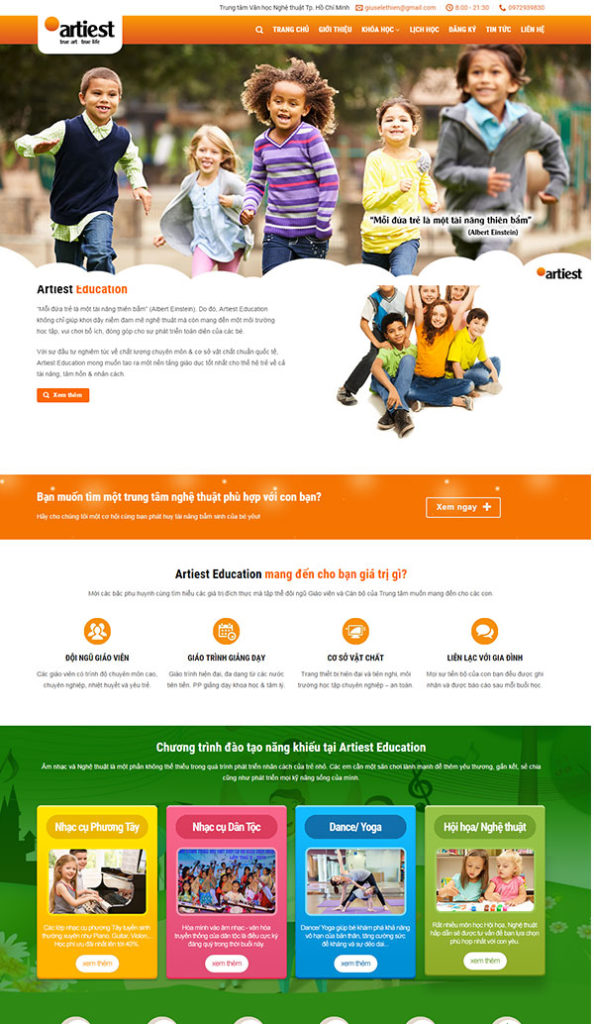 Trung tâm Văn học Nghệ thuật Tp. Hồ Chí Minh giuselethien@gmail.com 8:00 - 21:30 0972939830
artiest
true art true life
TRANG CHỦ GIỚI THIỆU KHÓA HỌC LỊCH HỌC ĐĂNG KÝ TIN TỨC LIÊN HỆ
“Mỗi đứa trẻ là một tài năng thiên bẩm”
(Albert Einstein)
artiest
Artiest Education
“Mỗi đứa trẻ là một tài năng thiên bẩm” (Albert Einstein). Do đó, Artiest Education
không chỉ giúp khơi dậy niềm đam mê nghệ thuật mà còn mang đến một môi trường
học tập, vui chơi bổ ích, đóng góp cho sự phát triển toàn diện của các bé.
Với sự đầu tư nghiêm túc về chất lượng chuyên môn & cơ sở vật chất chuẩn quốc tế,
Artiest Education mong muốn tạo ra một nền tảng giáo dục tốt nhất cho thế hệ trẻ về cả
tài năng, tâm hồn & nhân cách.
Xem thêm
Bạn muốn tìm một trung tâm nghệ thuật phù hợp với con bạn?
Hãy cho chúng tôi một cơ hội cùng bạn phát huy tài năng bẩm sinh của bé yêu!
Xem ngay
Artiest Education mang đến cho bạn giá trị gì?
Mời các bậc phụ huynh cùng tìm hiểu các giá trị đích thực mà tập thể đội ngũ Giáo viên và Cán bộ của Trung tâm muốn mang đến cho các con.
ĐỘI NGŨ GIÁO VIÊN
Các giáo viên có trình độ chuyên môn cao,
chuyên nghiệp, nhiệt huyết và yêu trẻ.
GIÁO TRÌNH GIẢNG DẠY
Giáo trình hiện đại, đa dạng từ các nước
tiên tiến. PP giảng dạy khoa học & tâm lý.
CƠ SỞ VẬT CHẤT
Trang thiết bị hiện đại và tiện nghi, môi
trường học tập chuyên nghiệp – an toàn
LIÊN LẠC VỚI GIA ĐÌNH
Mọi sự tiến bộ của con bạn đều được ghi
nhận và được báo cáo sau mỗi buổi học.
Chương trình đào tạo năng khiếu tại Artiest Education
Âm nhạc và Nghệ thuật là một phần không thể thiếu trong quá trình phát triển nhân cách của trẻ nhỏ. Các em cần một sân chơi lành mạnh để thêm yêu thương, gắn kết, sẻ chia
cũng như phát triển mọi kỹ năng sống của mình.
Nhạc cụ Phương Tây
Các lớp nhạc cụ phương Tây tuyển sinh
thường xuyên như Piano, Guitar, Violon,...
Học phí ưu đãi nhất lên tới 40%.
xem thêm
Nhạc cụ Dân Tộc
Hòa mình vào âm nhạc - văn hóa
truyền thống của dân tộc là điều cực kỳ
đáng quý trong thời buổi này.
xem thêm
Dance/ Yoga
Dance/ Yoga giúp bé khám phá khả năng
vô hạn của bản thân, tăng cường sức
đề kháng và sự dẻo dai...
xem thêm
Hội họa/ Nghệ thuật
Rất nhiều môn học Hội họa, Nghệ thuật
hấp dẫn sẽ được tư vấn để bạn lựa chọn
phù hợp nhất với con yêu.
xem thêm